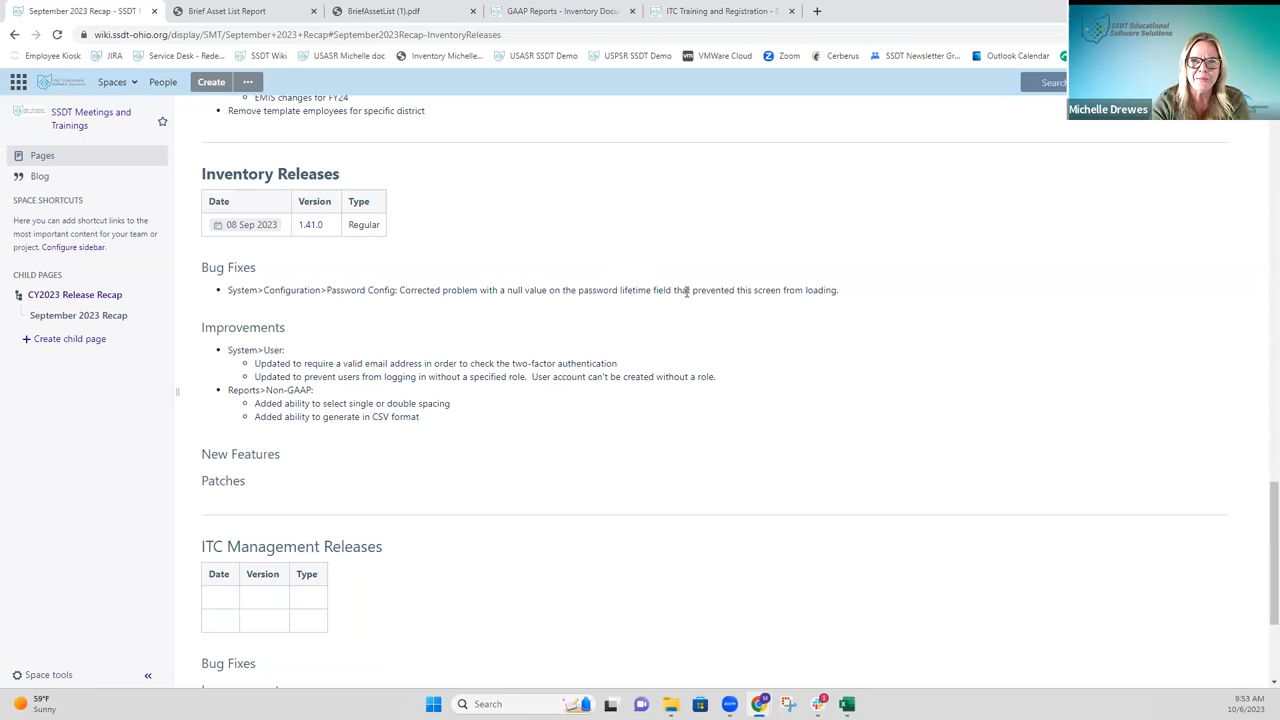 September 2023 Recap - SSDT M
Brief Asset List Report
BriefAssetList (1).pdf
GAAP Reports - Inventory Docu
ITC Training and Registration - S
wiki.ssdt-ohio.org/display/SMT/September+2023+Recap#September2023Recap-InventoryReleases
Employee Kiosk
JIRA
Service Desk - Rede...
SSDT Wiki
USASR Michelle doc
Inventory Michelle...
USASR SSDT Demo
USPSR SSDT Demo
VMWare Cloud
Zoom
Cerberus
SSDT Newsletter Gr...
Outlook Calendar
SSDT Educational
Software Solutions
Michelle Drewes
Spaces
People
Create
Searc
SSDT Meetings and
Trainings
Pages
Blog
SPACE SHORTCUTS
Here you can add shortcut links to the
most important content for your team or
project. Configure sidebar.
CHILD PAGES
CY2023 Release Recap
September 2023 Recap
+ Create child page
Space tools
EMIS changes for FY24
Remove template employees for specific district
Inventory Releases
Date Version Type
08 Sep 2023 1.41.0 Regular
Bug Fixes
System>Configuration>Password Config: Corrected problem with a null value on the password lifetime field that prevented this screen from loading.
Improvements
System>User:
Updated to require a valid email address in order to check the two-factor authentication
Updated to prevent users from logging in without a specified role. User account can't be created without a role.
Reports>Non-GAAP:
Added ability to select single or double spacing
Added ability to generate in CSV format
New Features
Patches
ITC Management Releases
Date Version Type
Bug Fixes
59°F
Sunny
Search
9:53 AM
10/6/2023